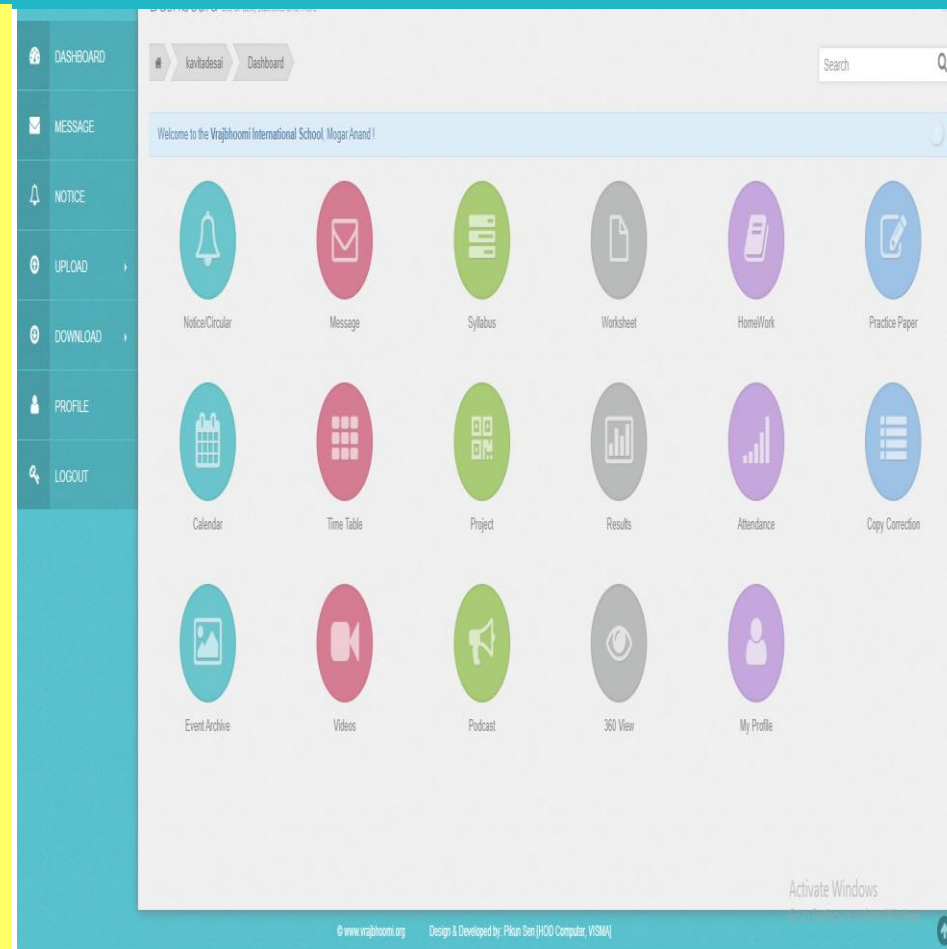 DASHBOARD
MESSAGE
NOTICE
UPLOAD
DOWNLOAD
PROFILE
LOGOUT
kavitadesai
Dashboard
Search
Welcome to the Vrajbhoomi International School, Mogar Anand !
Notice/Circular
Message
Syllabus
Worksheet
HomeWork
Practice Paper
Calendar
Time Table
Project
Results
Attendance
Copy Correction
Event Archive
Videos
Podcast
360 View
My Profile
Activate Windows
© www.vrajbhoomi.org Design & Developed by: Pikun Sen [HOD Computer, VISMA]